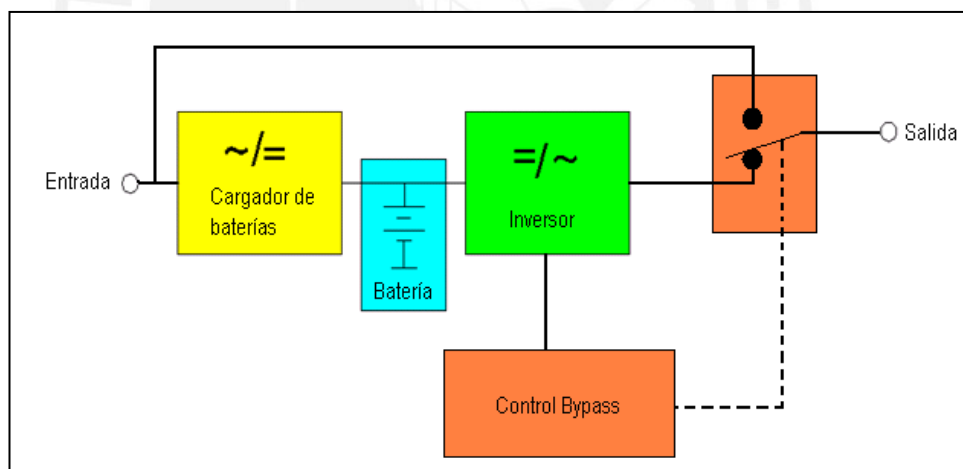 ~/=
Cargador de
baterías
=/~
Inversor
Batería
Entrada
Salida
Control Bypass